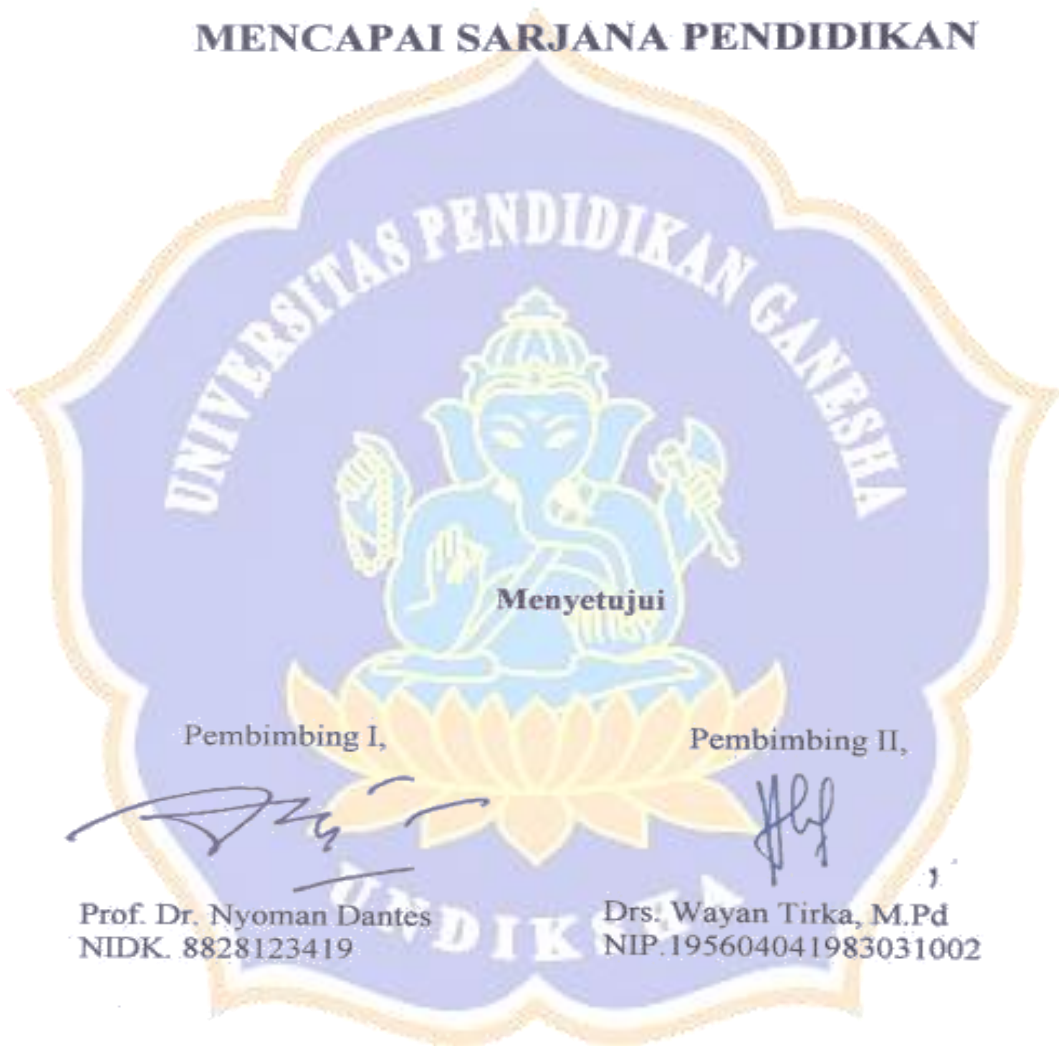 MENCAPAI SARJANA PENDIDIKAN
UNIVERSITAS PENDIDIKAN GANESHA
Menyetujui
Pembimbing I,
Pembimbing II,
Prof. Dr. Nyoman Dantes
NIDK. 8828123419
Drs. Wayan Tirka, M.Pd
NIP.195604041983031002
UNDIKSHA